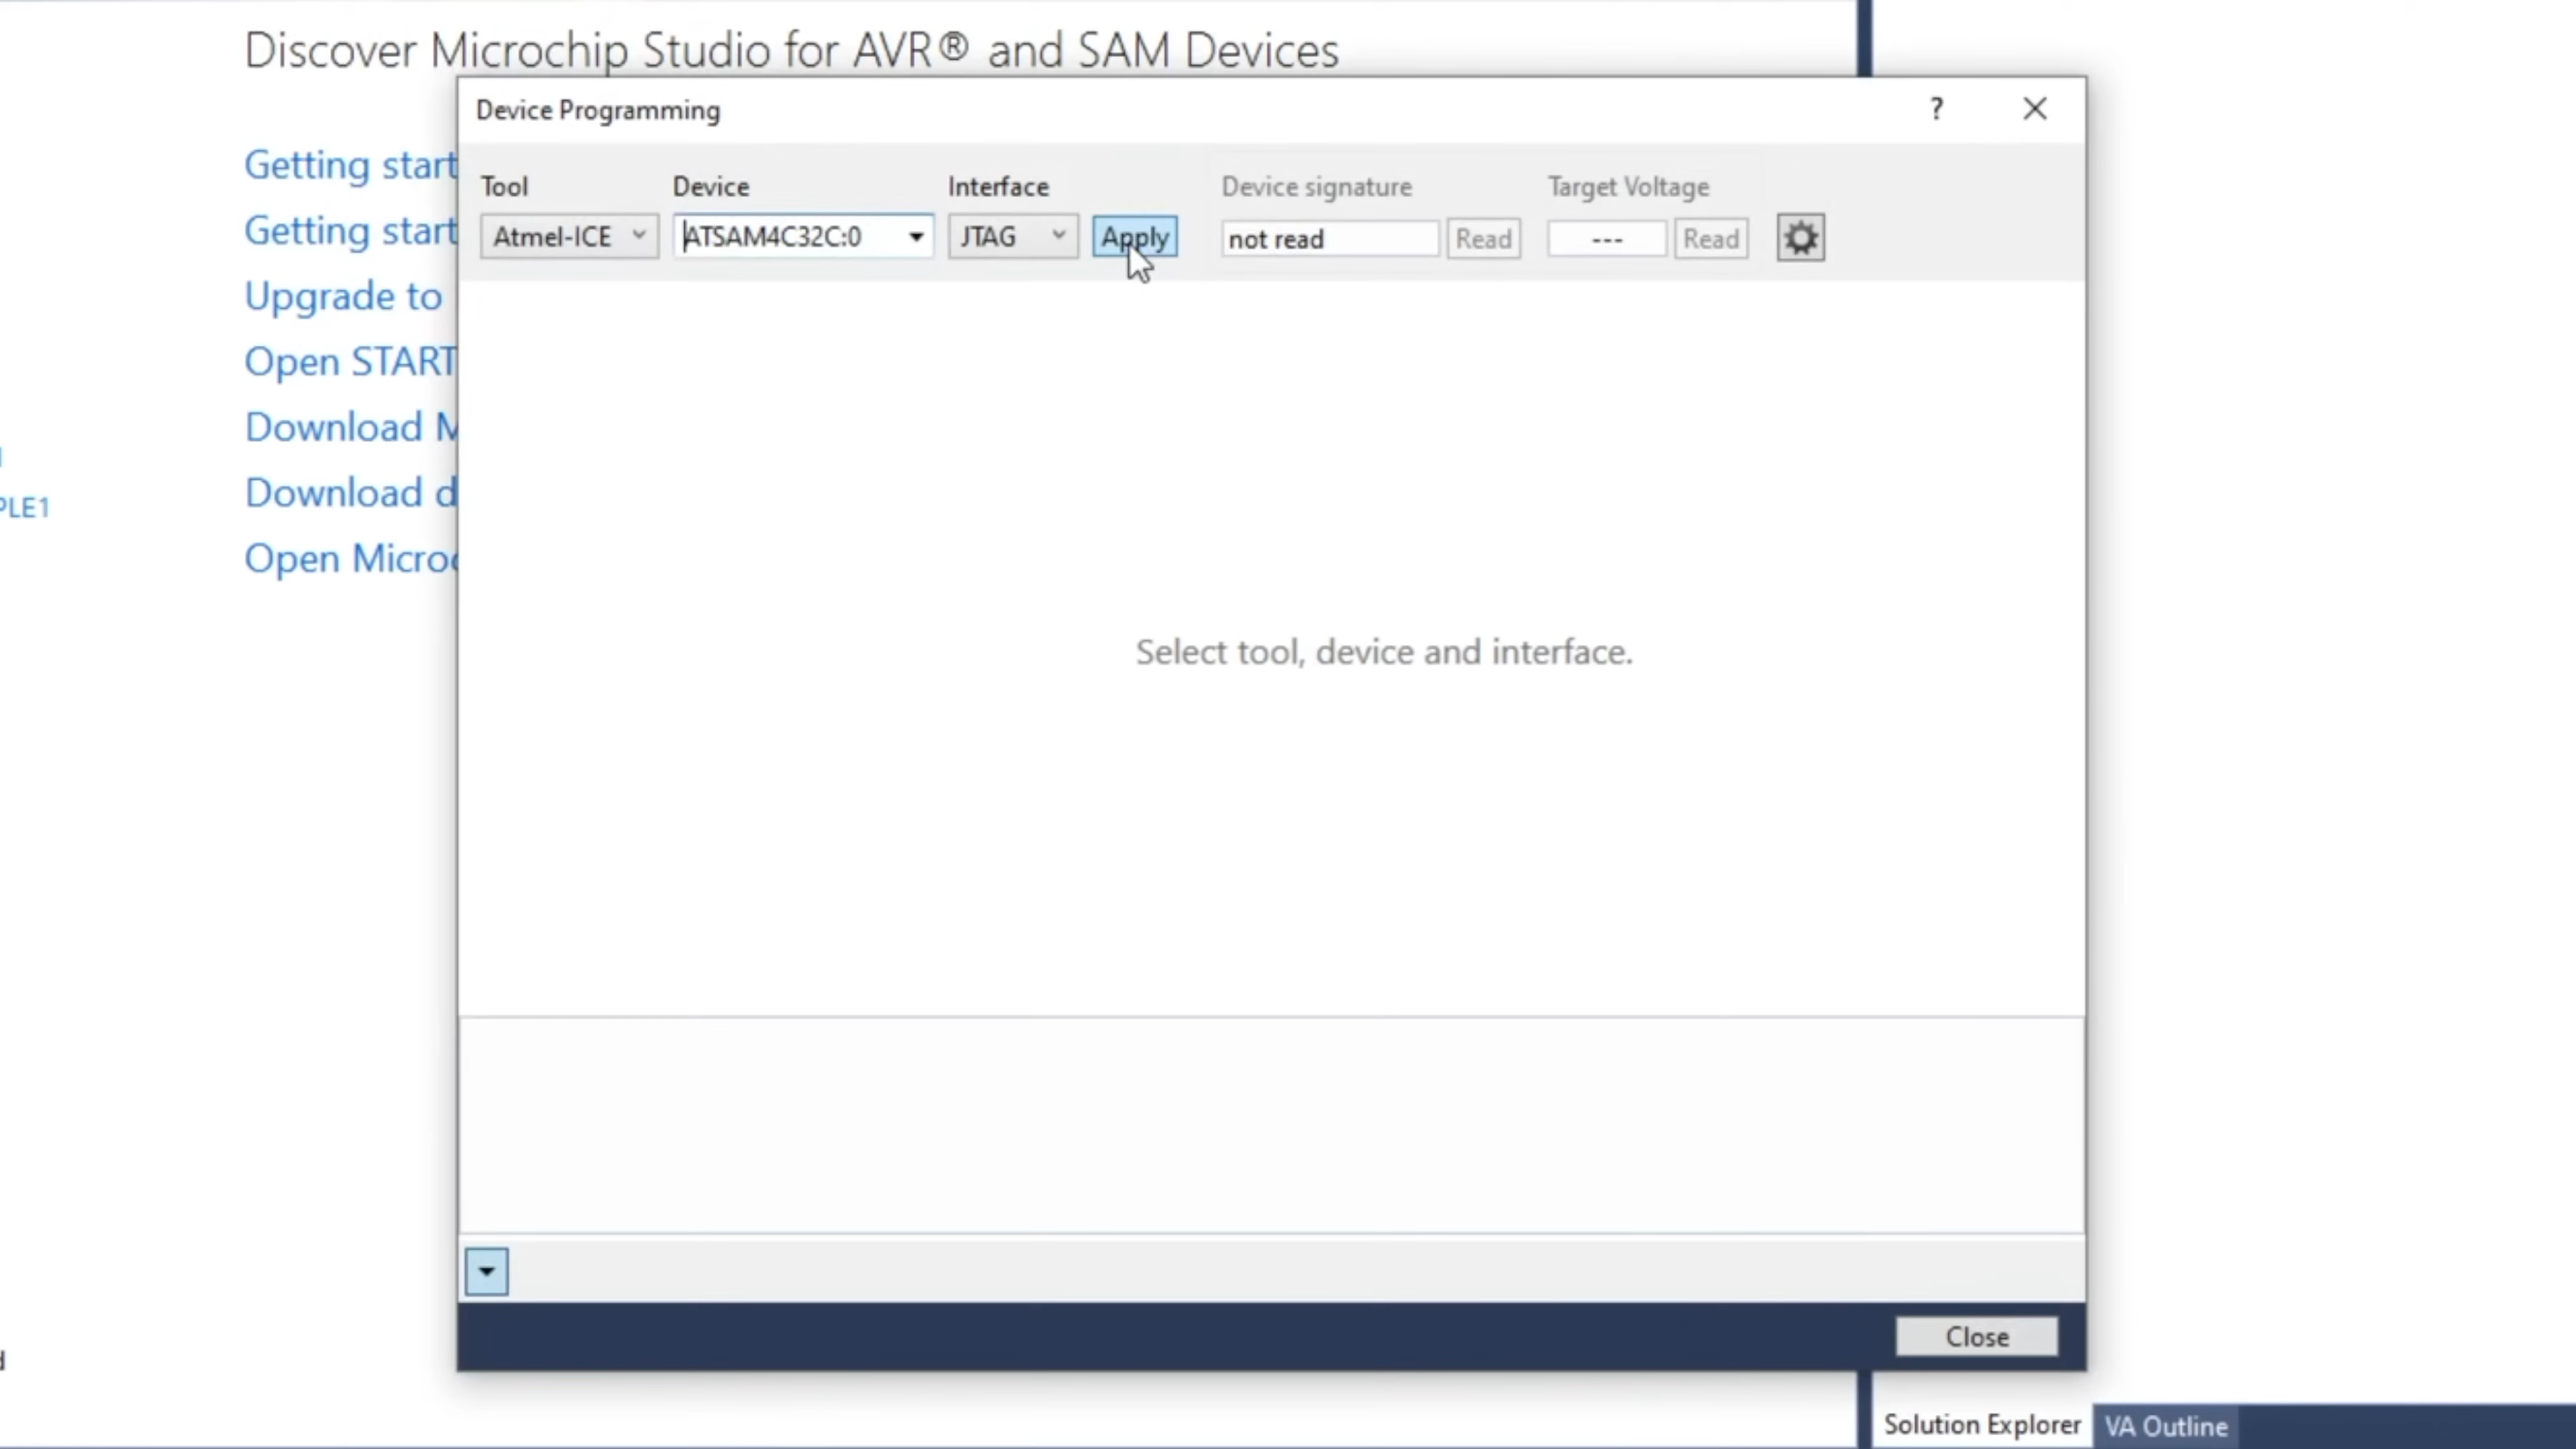 Discover Microchip Studio for AVR® and SAM Devices
Device Programming
?
Tool Device Interface Device signature Target Voltage
Atmel-ICE ATSAM4C32C:0 JTAG Apply not read Read --- Read
Getting start
Getting start
Upgrade to
Open START
Download M
Download d
Open Microc
PLE1
Select tool, device and interface.
Close
Solution Explorer VA Outline